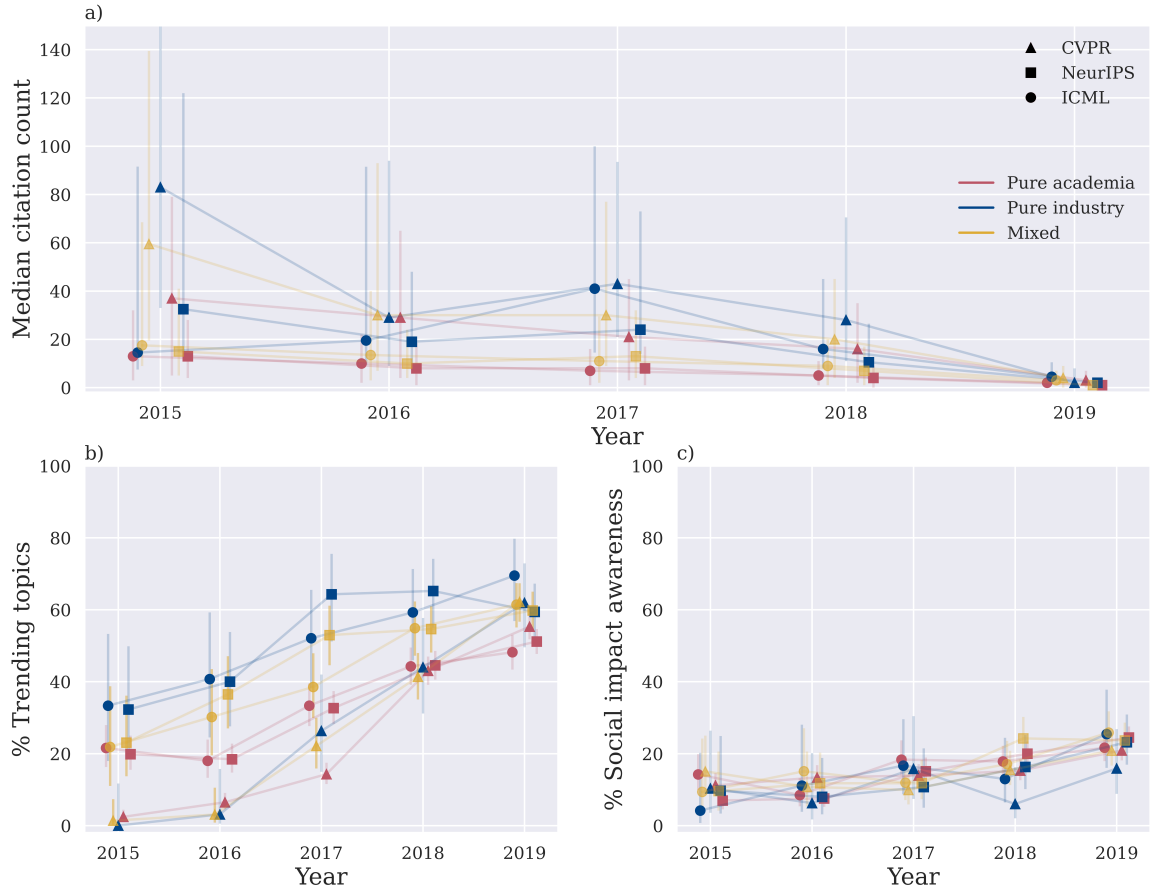 a)
140
120
100
80
60
40
20
0
Median citation count
CVPR
NeurIPS
ICML
Pure academia
Pure industry
Mixed
2015 2016 2017 2018 2019
Year
b)
100
80
60
40
20
0
% Trending topics
2015 2016 2017 2018 2019
Year
c)
100
80
60
40
20
0
% Social impact awareness
2015 2016 2017 2018 2019
Year